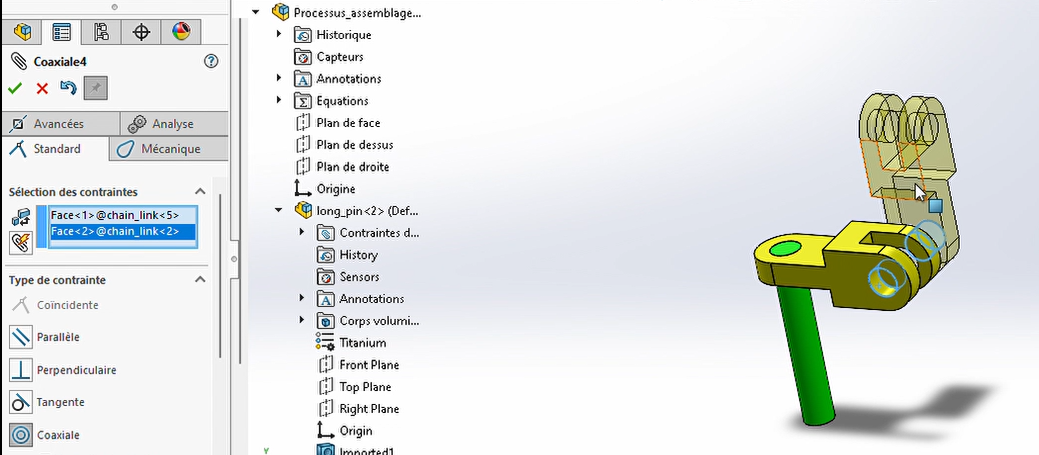 Coaxiale4
Avancées
Analyse
Standard
Mécanique
Sélection des contraintes
Face<1>@chain_link<5>
Face<2>@chain_link<2>
Type de contrainte
Coïncidente
Parallèle
Perpendiculaire
Tangente
Coaxiale
Processus_assemblage...
Historique
Capteurs
Annotations
Equations
Plan de face
Plan de dessus
Plan de droite
Origine
long_pin<2> (Def...
Contraintes d...
History
Sensors
Annotations
Corps volumi...
Titanium
Front Plane
Top Plane
Right Plane
Origin
Imported1
Y